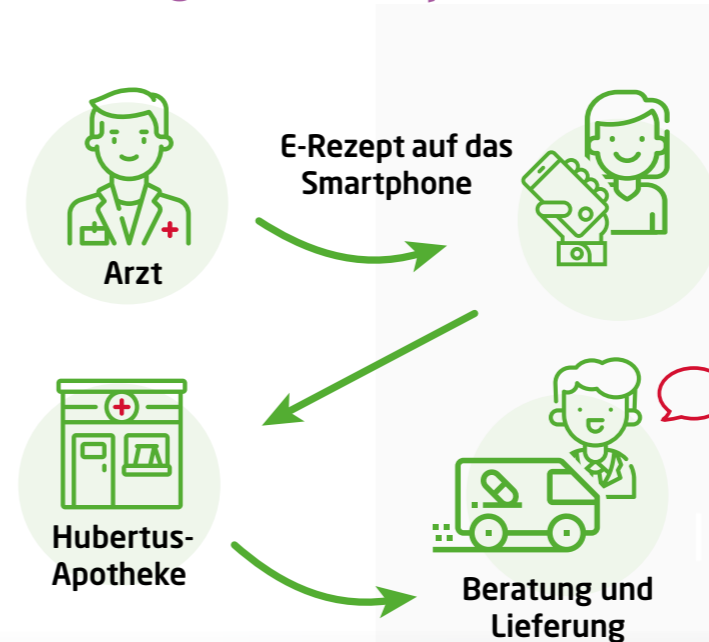 E-Rezept auf das
Smartphone
Arzt
Hubertus-
Apotheke
Beratung und
Lieferung